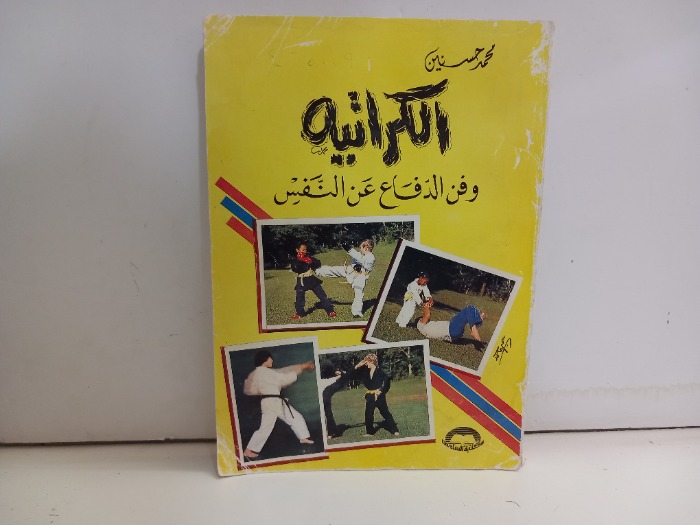 محمد حسنين
الكراتيه
وفن الدفاع عن النفس